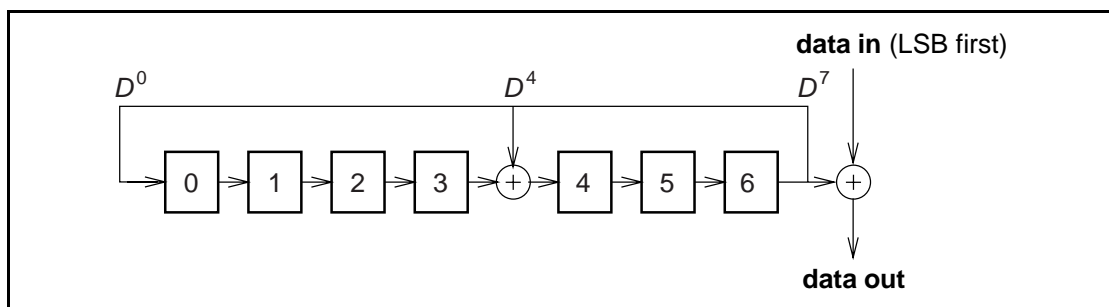 data in (LSB first)
D⁰ D⁴ D⁷
0 1 2 3 + 4 5 6 +
data out